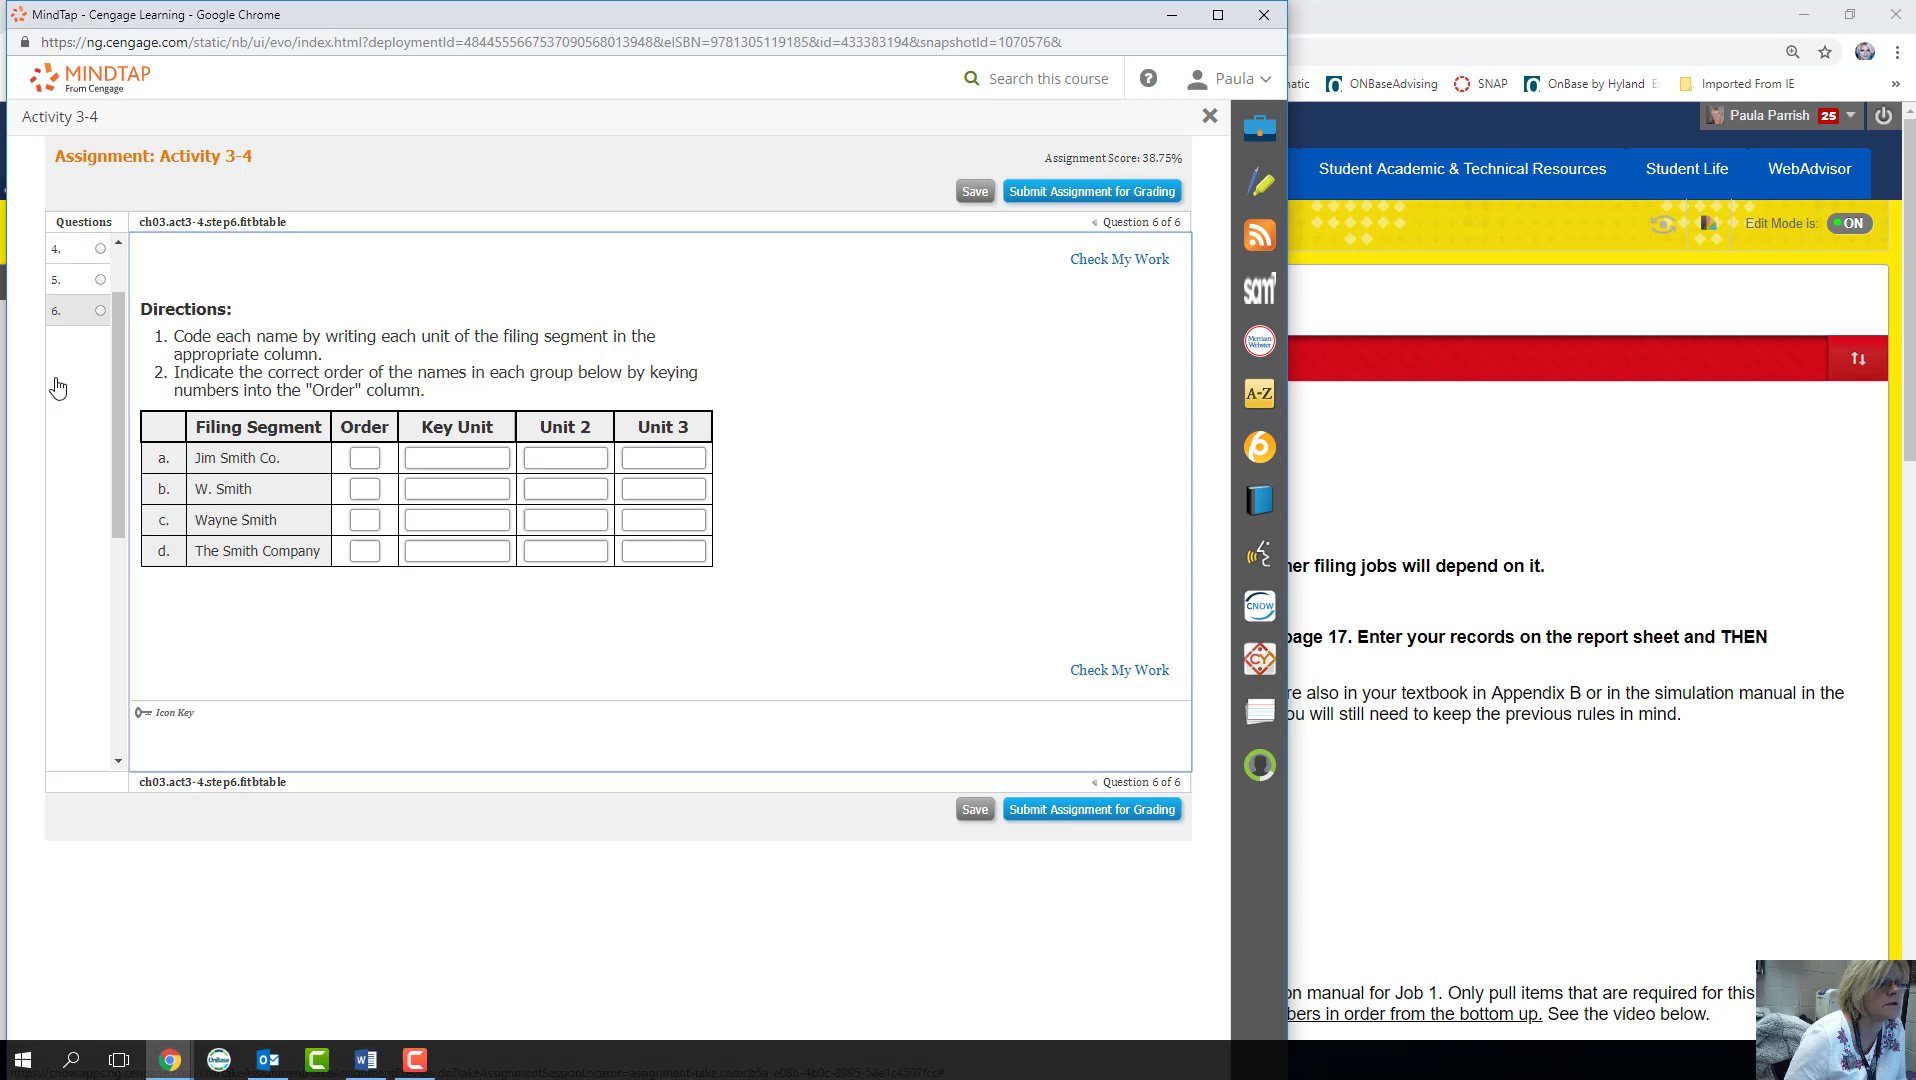 MindTap - Cengage Learning - Google Chrome
https://ng.cengage.com/static/nb/ui/evo/index.html?deploymentId=4844555667537090568013948&eISBN=9781305119185&id=433383194&snapshotId=1070576&
MINDTAP
From Cengage
Search this course
Paula
Activity 3-4
Assignment: Activity 3-4
Assignment Score: 38.75%
Save
Submit Assignment for Grading
Questions
ch03.act3-4.step6.fitbtable
Question 6 of 6
4.
5.
6.
Check My Work
Directions:
1. Code each name by writing each unit of the filing segment in the
appropriate column.
2. Indicate the correct order of the names in each group below by keying
numbers into the "Order" column.
Filing Segment Order Key Unit Unit 2 Unit 3
a. Jim Smith Co.
b. W. Smith
c. Wayne Smith
d. The Smith Company
Check My Work
Icon Key
ch03.act3-4.step6.fitbtable
Question 6 of 6
Save
Submit Assignment for Grading
sam
Merriam-
Webster
A-Z
CNOW
CY
atic
ONBaseAdvising
SNAP
OnBase by Hyland
Imported From IE
»
Paula Parrish 25
Student Academic & Technical Resources
Student Life
WebAdvisor
Edit Mode is:
ON
her filing jobs will depend on it.
page 17. Enter your records on the report sheet and THEN
re also in your textbook in Appendix B or in the simulation manual in the
ou will still need to keep the previous rules in mind.
on manual for Job 1. Only pull items that are required for this
bers in order from the bottom up. See the video below.
OnBase